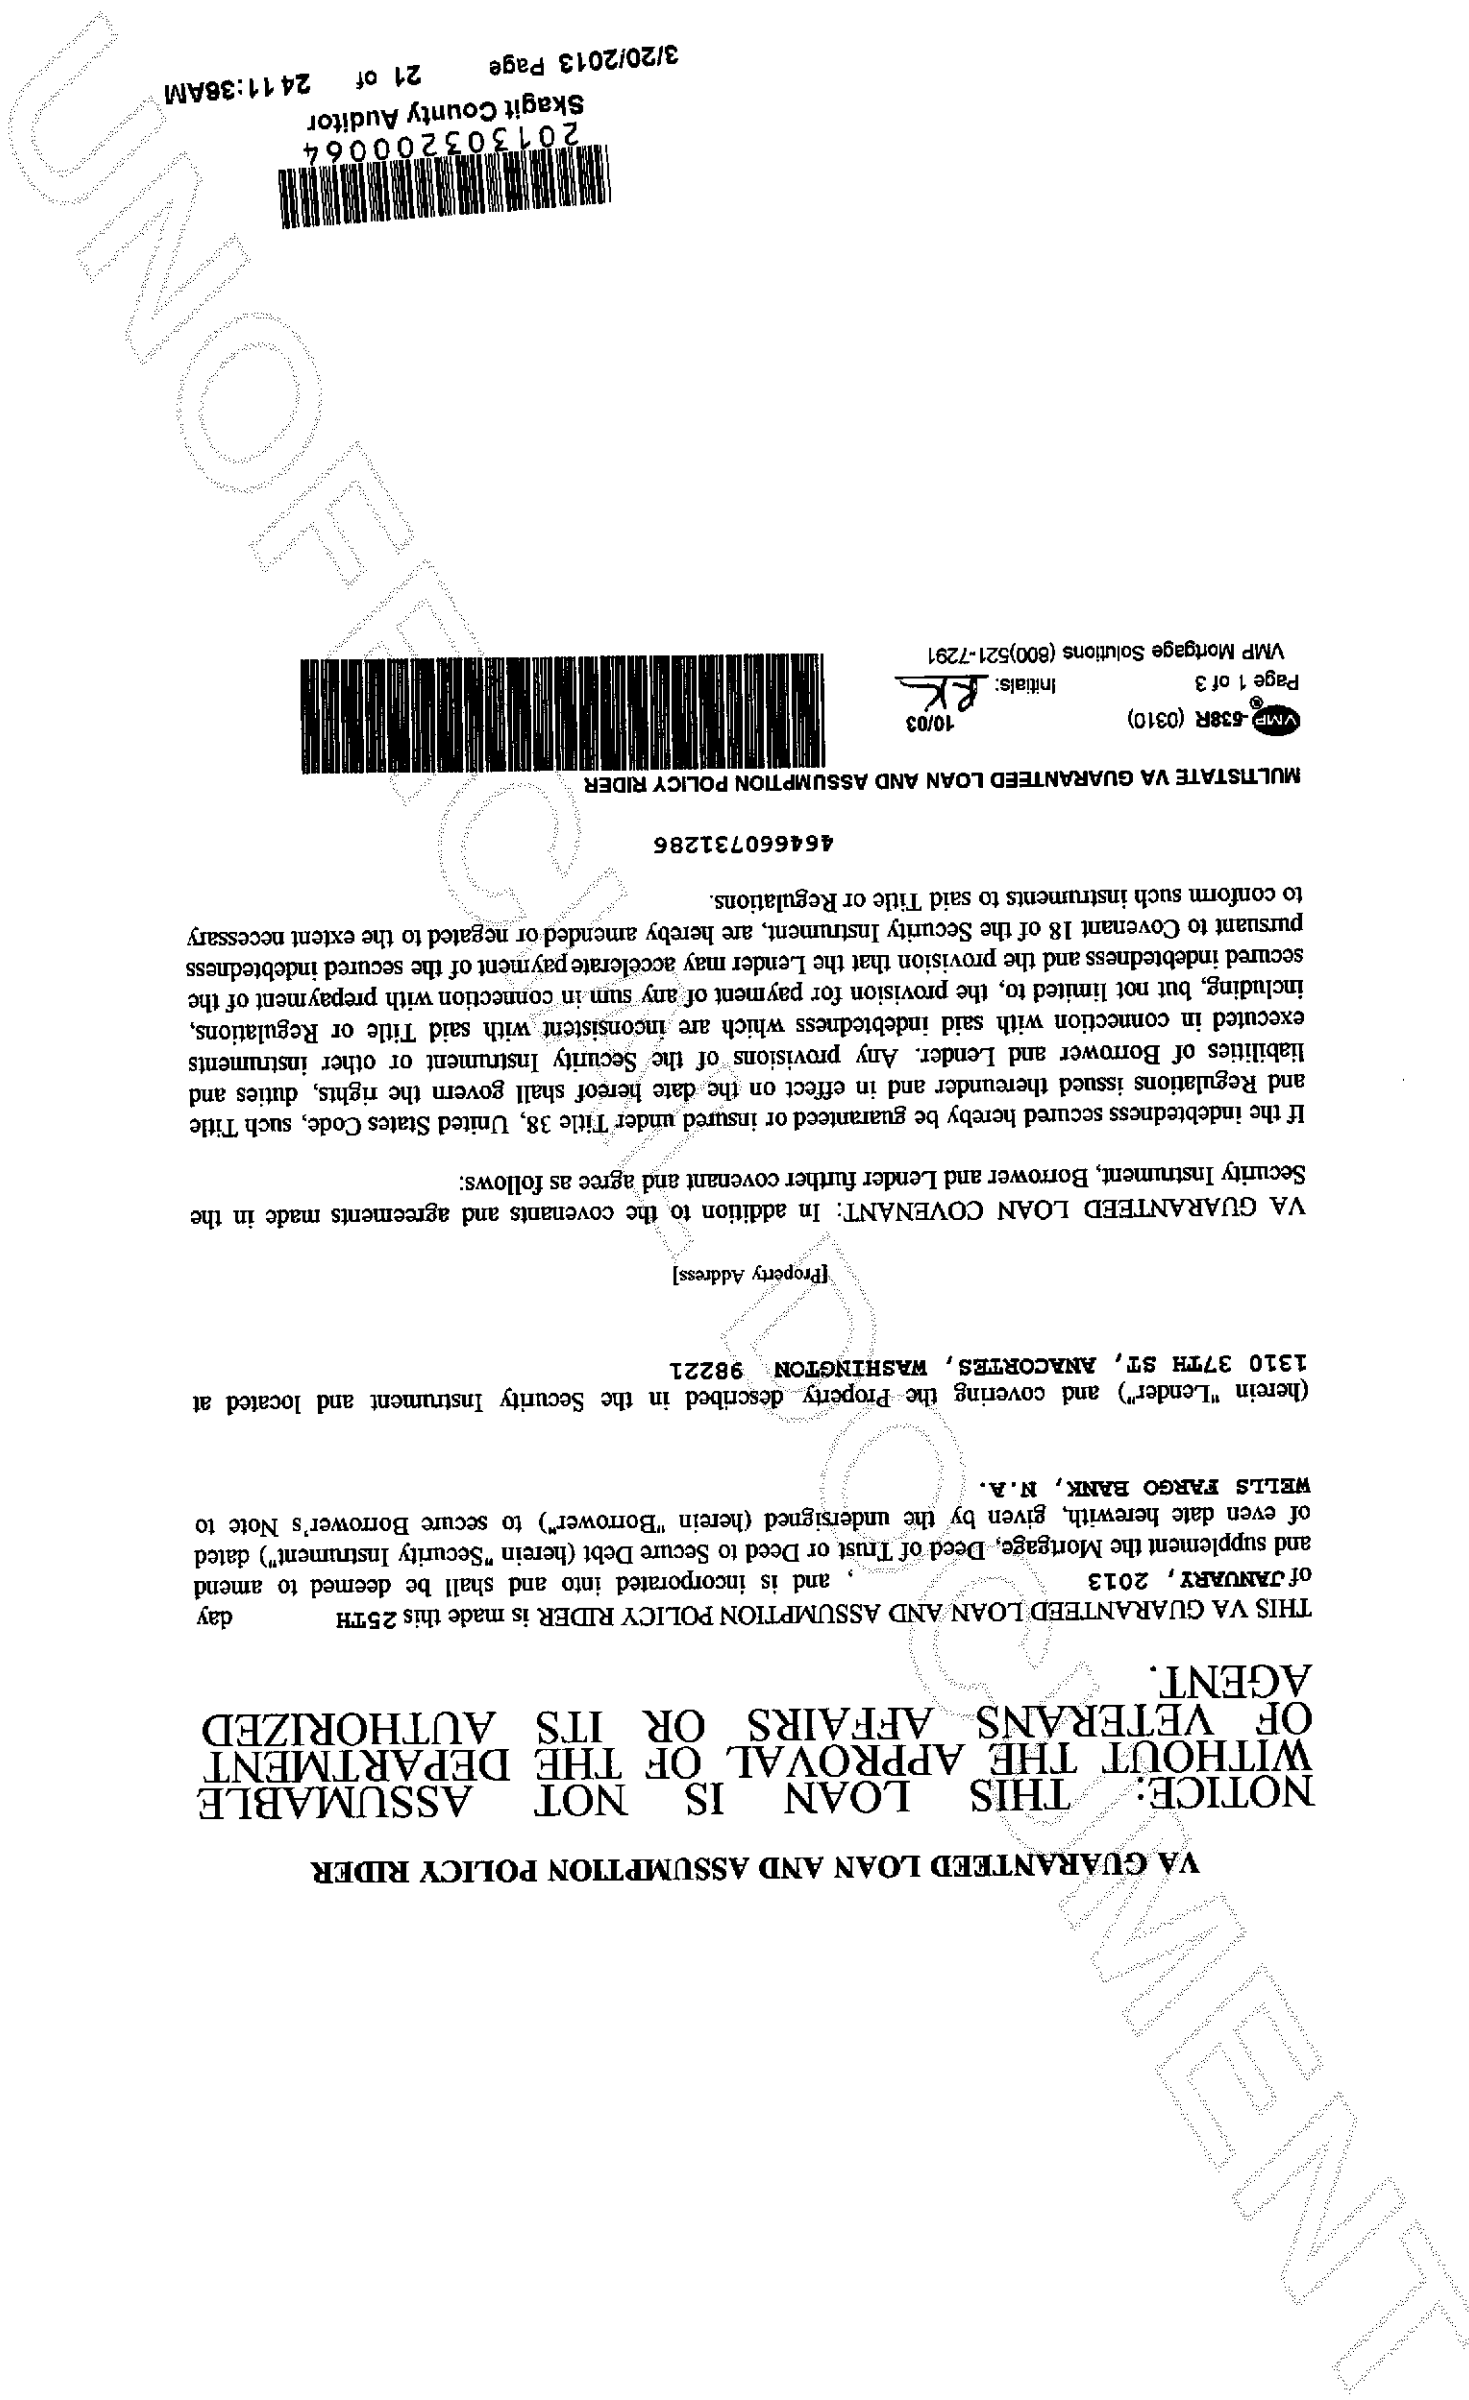 VA GUARANTEED LOAN AND ASSUMPTION POLICY RIDER
NOTICE: THIS LOAN IS NOT ASSUMABLE
WITHOUT THE APPROVAL OF THE DEPARTMENT
OF VETERANS AFFAIRS OR ITS AUTHORIZED
AGENT.
THIS VA GUARANTEED LOAN AND ASSUMPTION POLICY RIDER is made this 25TH day
of JANUARY, 2013 , and is incorporated into and shall be deemed to amend
and supplement the Mortgage, Deed of Trust or Deed to Secure Debt (herein "Security Instrument") dated
of even date herewith, given by the undersigned (herein "Borrower") to secure Borrower's Note to
WELLS FARGO BANK, N.A.
(herein "Lender") and covering the Property described in the Security Instrument and located at
1310 37TH ST, ANACORTES, WASHINGTON 98221
[Property Address]
VA GUARANTEED LOAN COVENANT: In addition to the covenants and agreements made in the
Security Instrument, Borrower and Lender further covenant and agree as follows:
If the indebtedness secured hereby be guaranteed or insured under Title 38, United States Code, such Title
and Regulations issued thereunder and in effect on the date hereof shall govern the rights, duties and
liabilities of Borrower and Lender. Any provisions of the Security Instrument or other instruments
executed in connection with said indebtedness which are inconsistent with said Title or Regulations,
including, but not limited to, the provision for payment of any sum in connection with prepayment of the
secured indebtedness and the provision that the Lender may accelerate payment of the secured indebtedness
pursuant to Covenant 18 of the Security Instrument, are hereby amended or negated to the extent necessary
to conform such instruments to said Title or Regulations.
464660731286
MULTISTATE VA GUARANTEED LOAN AND ASSUMPTION POLICY RIDER
VMP®-538R (0310) 10/03
Page 1 of 3 Initials: RK
VMP Mortgage Solutions (800)521-7291
201303200064
Skagit County Auditor
3/20/2013 Page 21 of 24 11:38AM
UNOFFICIAL DOCUMENT